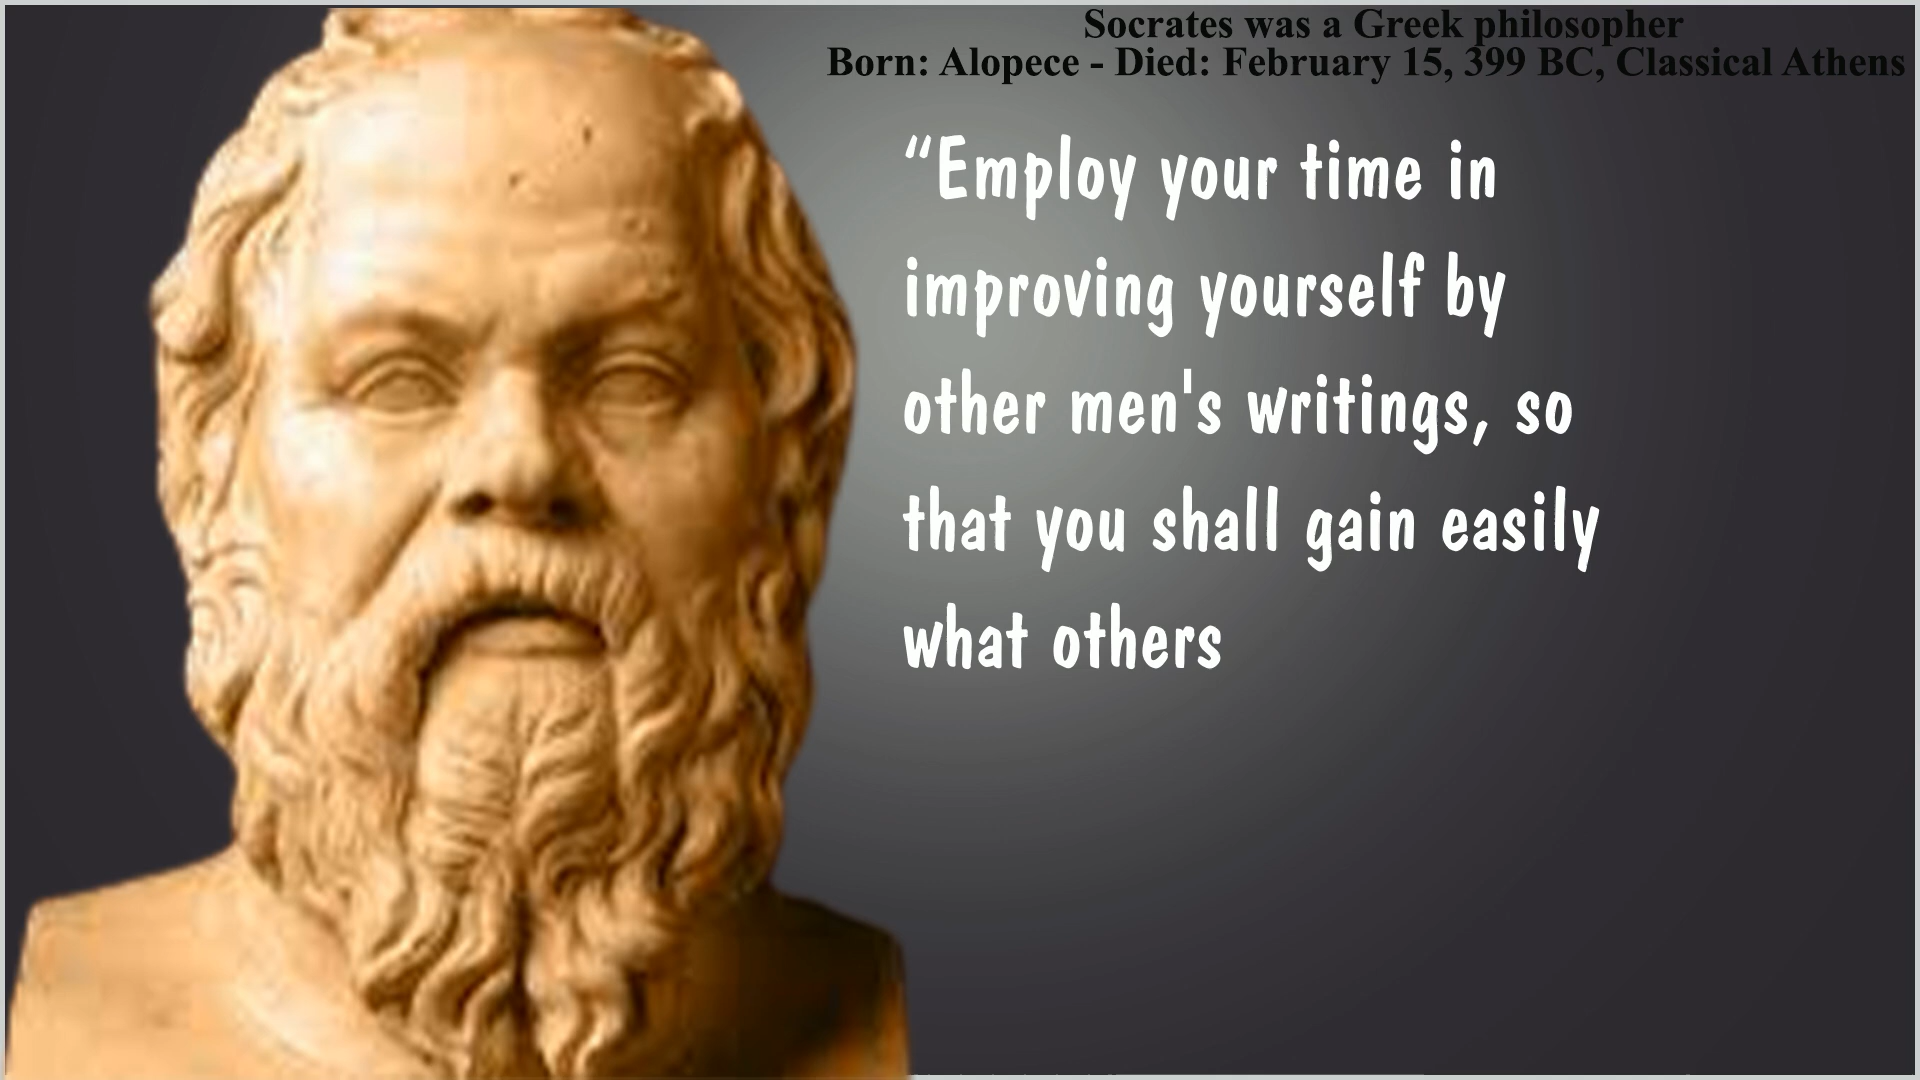 Socrates was a Greek philosopher
Born: Alopece - Died: February 15, 399 BC, Classical Athens
“Employ your time in
improving yourself by
other men's writings, so
that you shall gain easily
what others